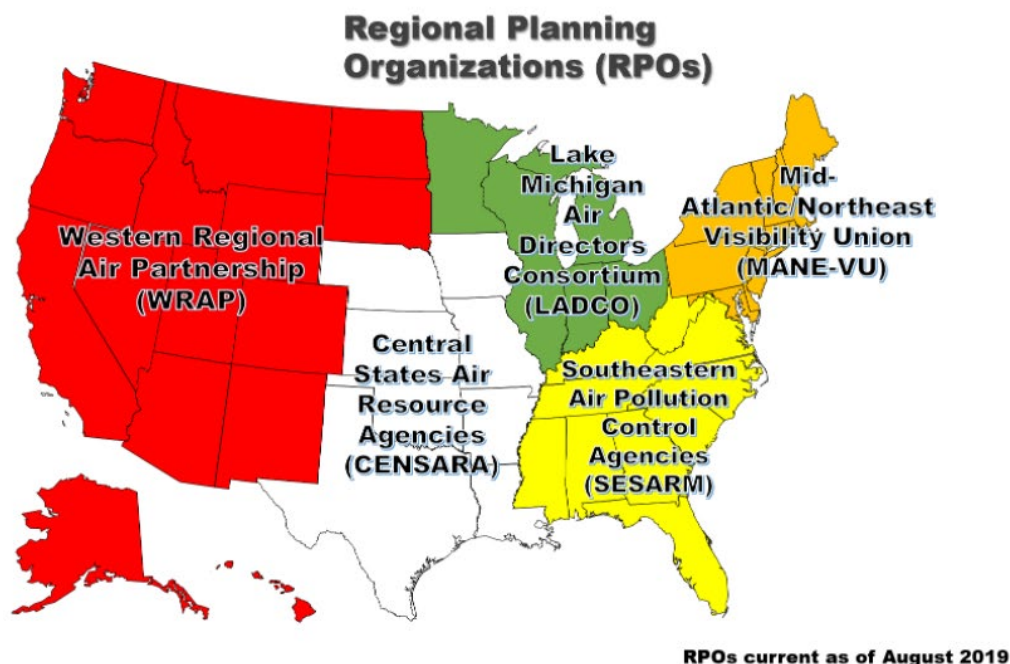 Regional Planning
Organizations (RPOs)
Lake
Michigan
Air
Directors
Consortium
(LADCO)
Mid-
Atlantic/Northeast
Visibility Union
(MANE-VU)
Western Regional
Air Partnership
(WRAP)
Central
States Air
Resource
Agencies
(CENSARA)
Southeastern
Air Pollution
Control
Agencies
(SESARM)
RPOs current as of August 2019